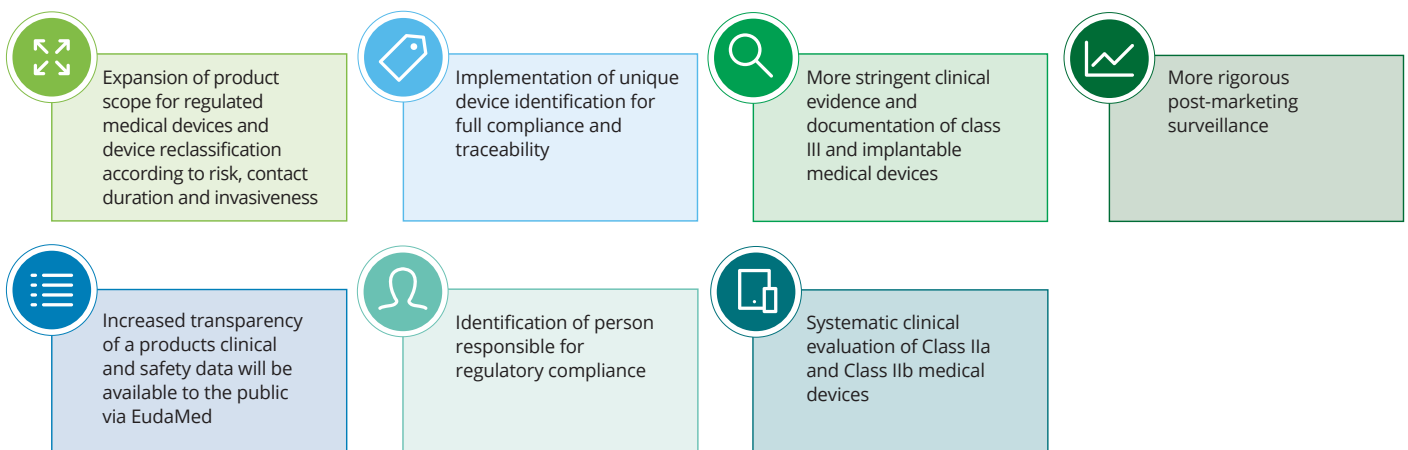 Expansion of product
scope for regulated
medical devices and
device reclassification
according to risk, contact
duration and invasiveness
Implementation of unique
device identification for
full compliance and
traceability
More stringent clinical
evidence and
documentation of class
III and implantable
medical devices
More rigorous
post-marketing
surveillance
Increased transparency
of a products clinical
and safety data will be
available to the public
via EudaMed
Identification of person
responsible for
regulatory compliance
Systematic clinical
evaluation of Class IIa
and Class IIb medical
devices